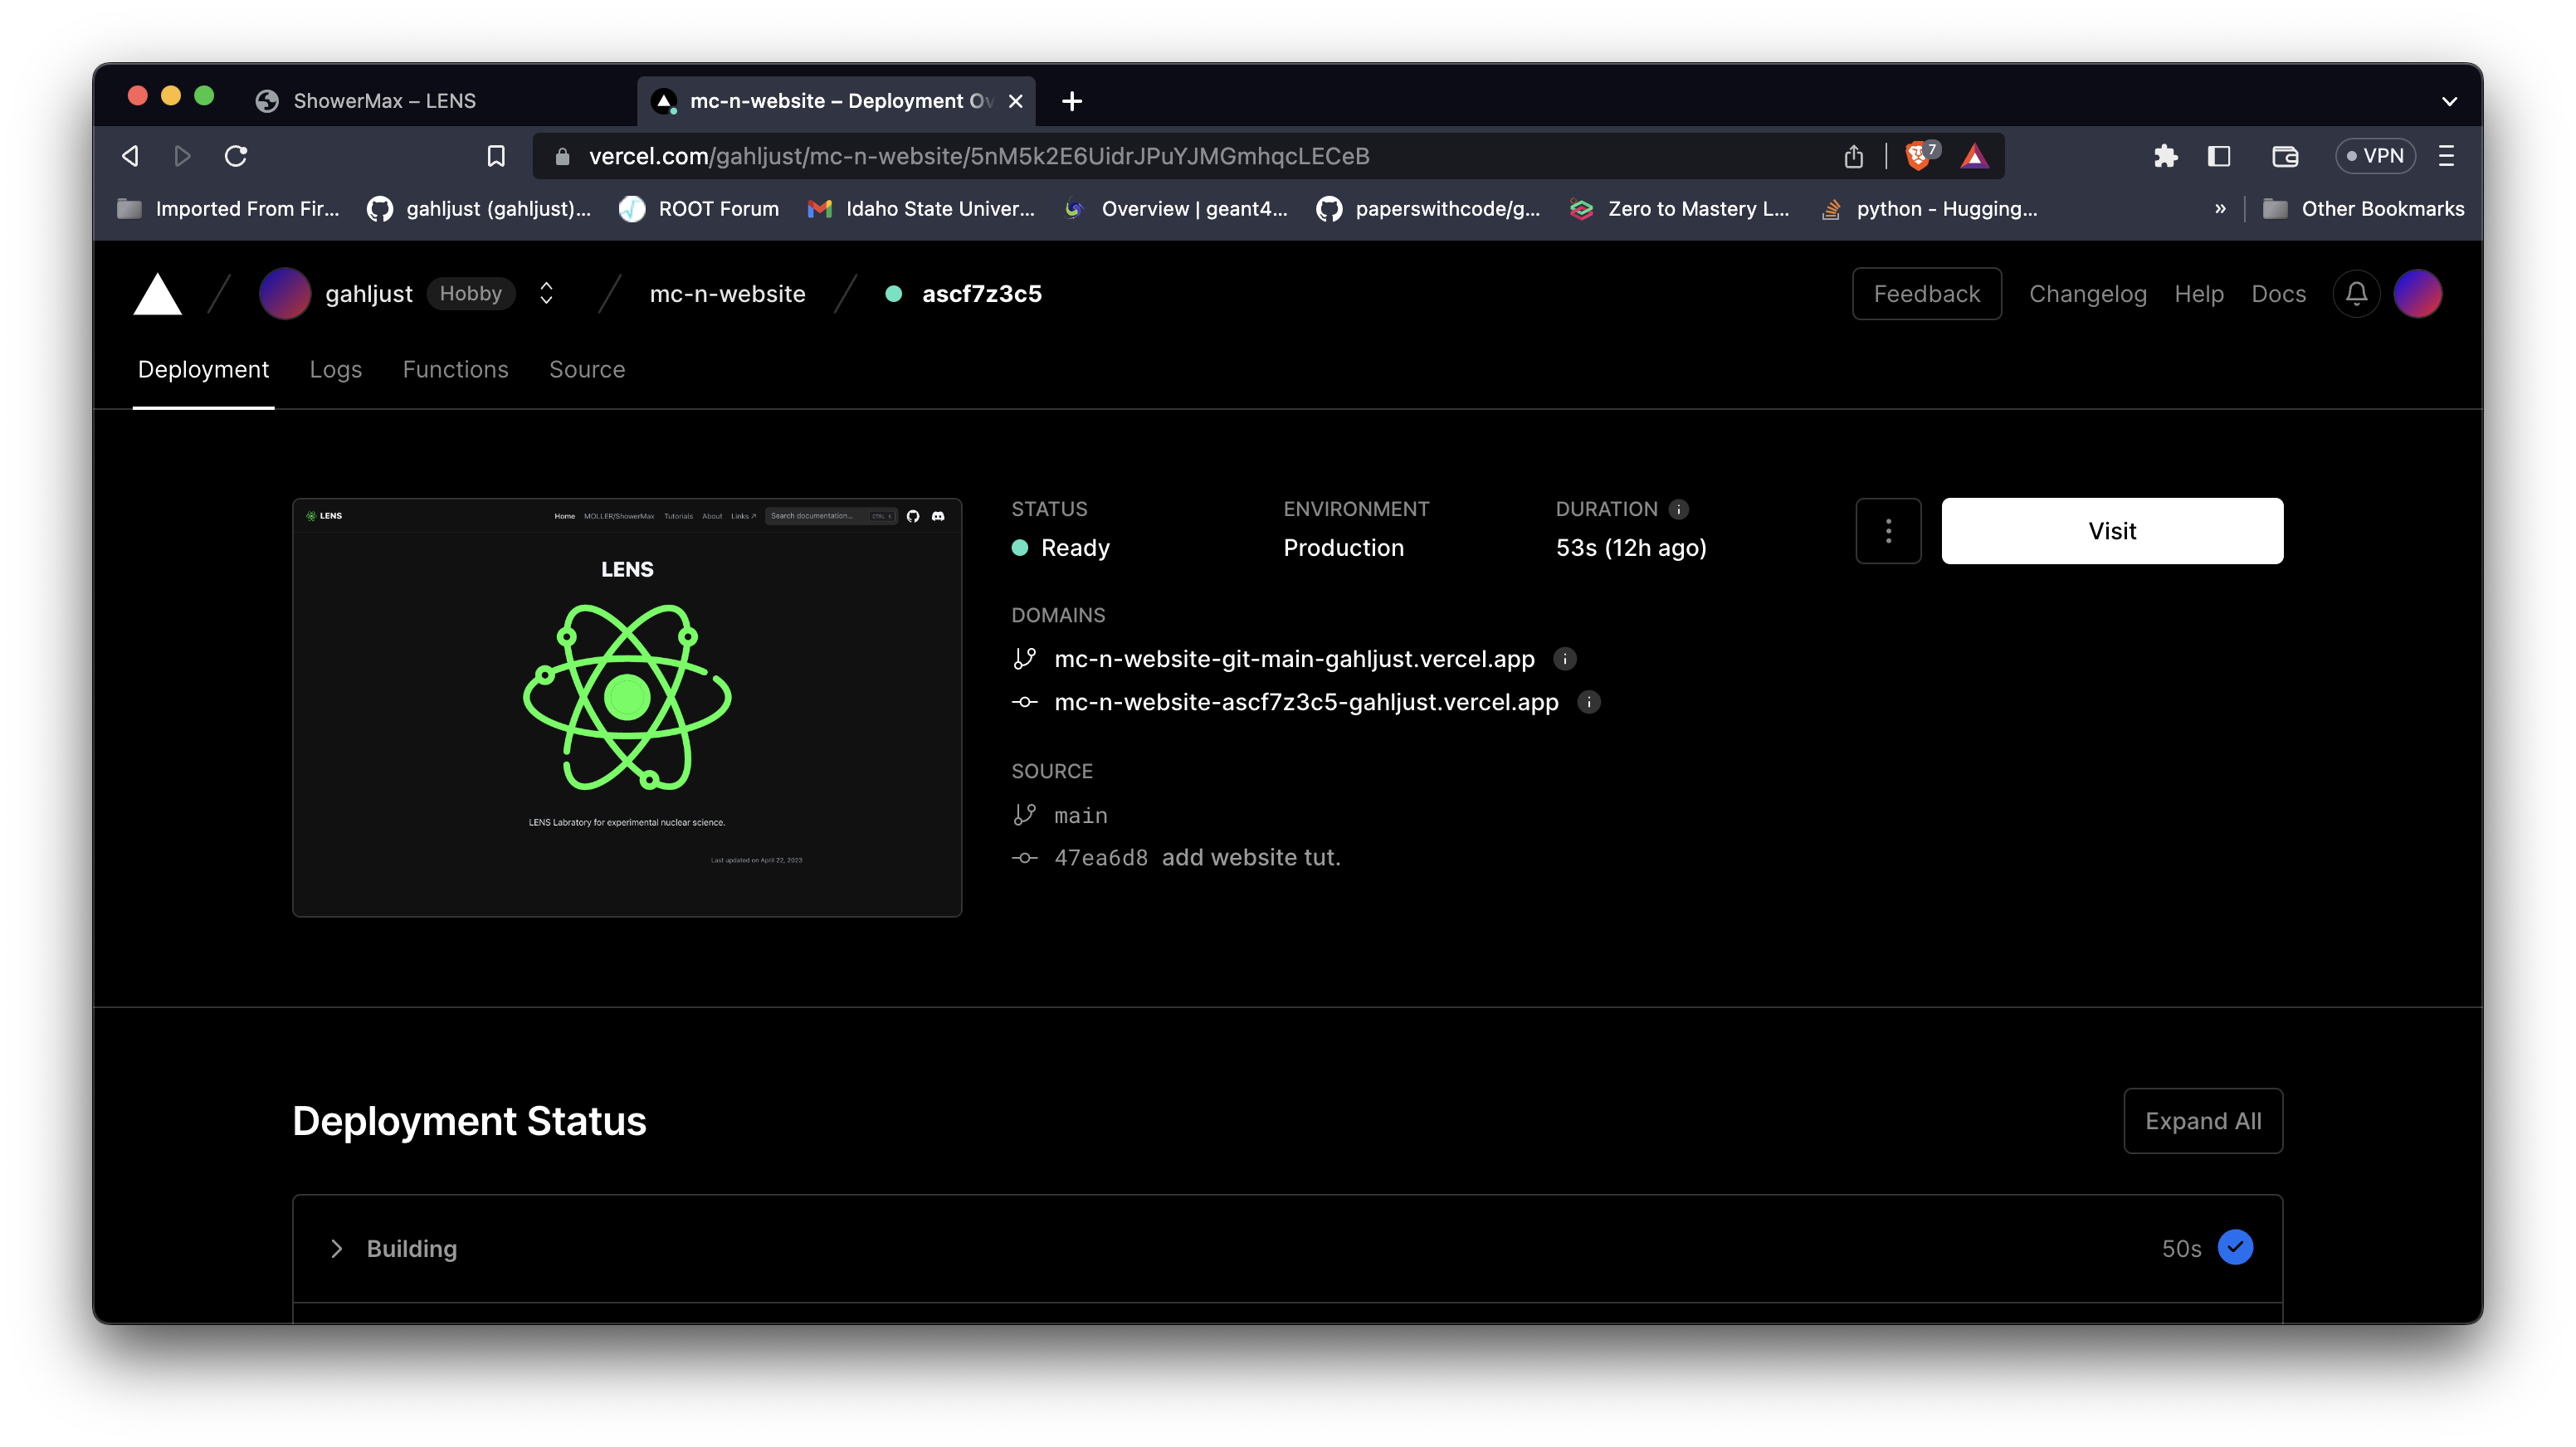 ShowerMax – LENS
mc-n-website – Deployment Ov
vercel.com/gahljust/mc-n-website/5nM5k2E6UidrJPuYJMGmhqcLECeB
7
VPN
Imported From Fir...
gahljust (gahljust)...
ROOT Forum
Idaho State Univer...
Overview | geant4...
paperswithcode/g...
Zero to Mastery L...
python - Hugging...
»
Other Bookmarks
gahljust
Hobby
mc-n-website
ascf7z3c5
Feedback
Changelog
Help
Docs
Deployment
Logs
Functions
Source
LENS
Home
MOLLER/ShowerMax
Tutorials
About
Links ↗
Search documentation...
CTRL K
LENS
LENS Labratory for experimental nuclear science.
Last updated on April 22, 2023
STATUS
Ready
ENVIRONMENT
Production
DURATION
53s (12h ago)
Visit
DOMAINS
mc-n-website-git-main-gahljust.vercel.app
mc-n-website-ascf7z3c5-gahljust.vercel.app
SOURCE
main
47ea6d8 add website tut.
Deployment Status
Expand All
Building
50s